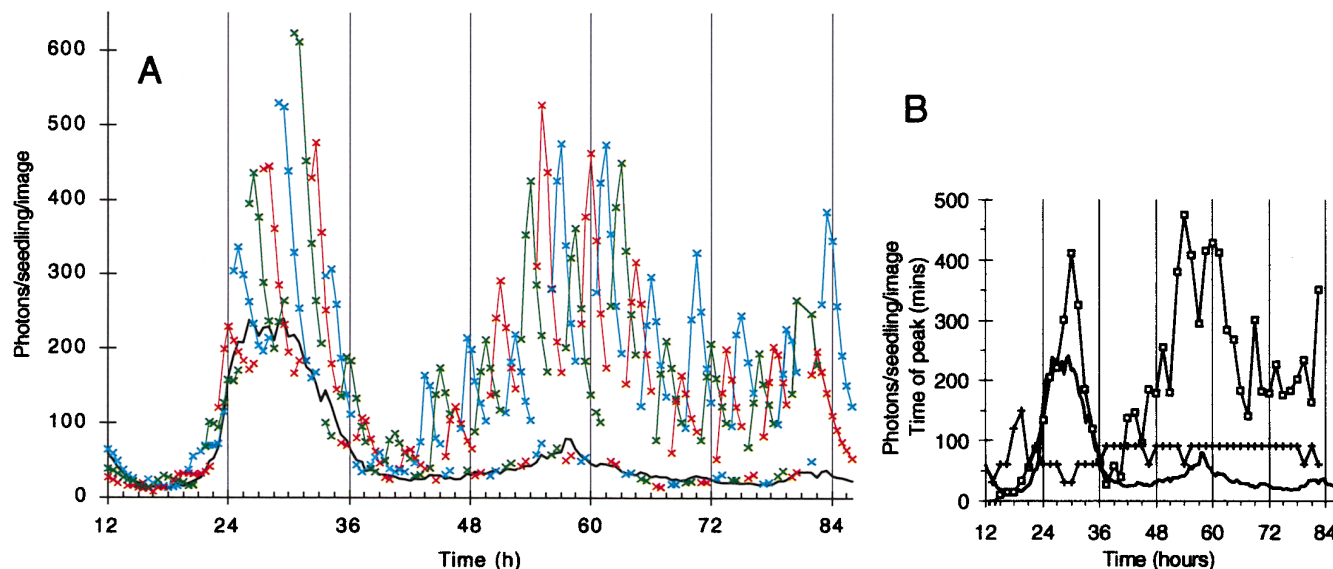 A
Photons/seedling/image
600
500
400
300
200
100
0
12 24 36 48 60 72 84
Time (h)
B
Photons/seedling/image
Time of peak (mins)
500
400
300
200
100
0
12 24 36 48 60 72 84
Time (hours)